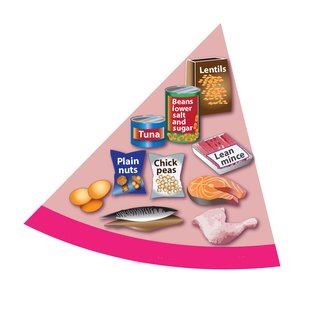 Lentils
Beans
lower
salt
and
sugar
Tuna
Lean
mince
Plain
nuts
Chick
peas